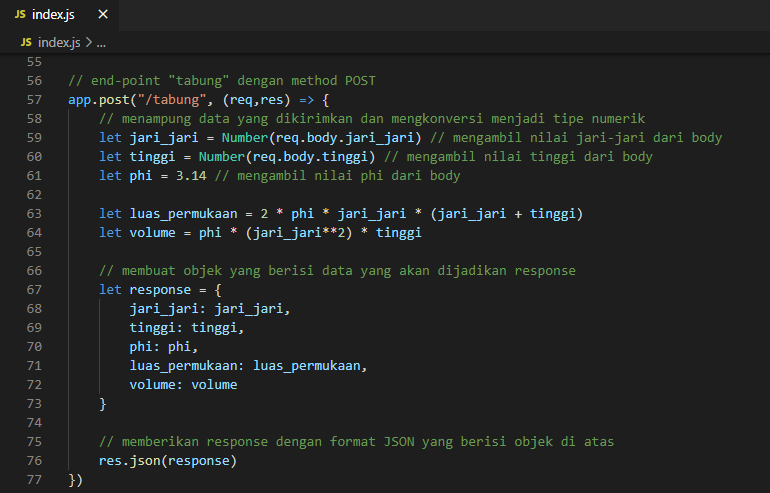 JS index.js ×
JS index.js > ...
55
56 // end-point "tabung" dengan method POST
57 app.post("/tabung", (req,res) => {
58     // menampung data yang dikirimkan dan mengkonversi menjadi tipe numerik
59     let jari_jari = Number(req.body.jari_jari) // mengambil nilai jari-jari dari body
60     let tinggi = Number(req.body.tinggi) // mengambil nilai tinggi dari body
61     let phi = 3.14 // mengambil nilai phi dari body
62
63     let luas_permukaan = 2 * phi * jari_jari * (jari_jari + tinggi)
64     let volume = phi * (jari_jari**2) * tinggi
65
66     // membuat objek yang berisi data yang akan dijadikan response
67     let response = {
68         jari_jari: jari_jari,
69         tinggi: tinggi,
70         phi: phi,
71         luas_permukaan: luas_permukaan,
72         volume: volume
73     }
74
75     // memberikan response dengan format JSON yang berisi objek di atas
76     res.json(response)
77 })